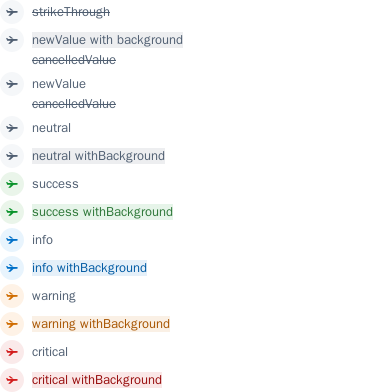 strikeThrough
newValue with background
cancelledValue
newValue
cancelledValue
neutral
neutral withBackground
success
success withBackground
info
info withBackground
warning
warning withBackground
critical
critical withBackground